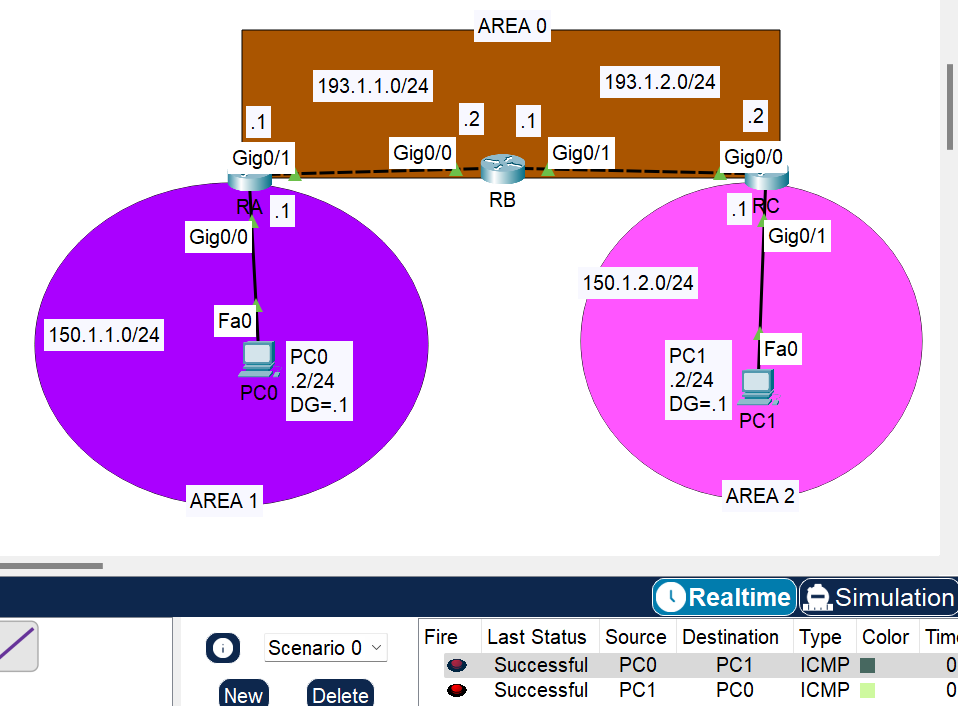 AREA 0
193.1.1.0/24
193.1.2.0/24
.1
.2
.1
.2
Gig0/1
Gig0/0
Gig0/1
Gig0/0
RA
.1
RB
.1
RC
Gig0/0
Gig0/1
150.1.2.0/24
Fa0
150.1.1.0/24
PC0
.2/24
DG=.1
PC0
Fa0
PC1
.2/24
DG=.1
PC1
AREA 1
AREA 2
Realtime
Simulation
Scenario 0
New
Delete
Fire Last Status Source Destination Type Color Time
Successful PC0 PC1 ICMP 0
Successful PC1 PC0 ICMP 0